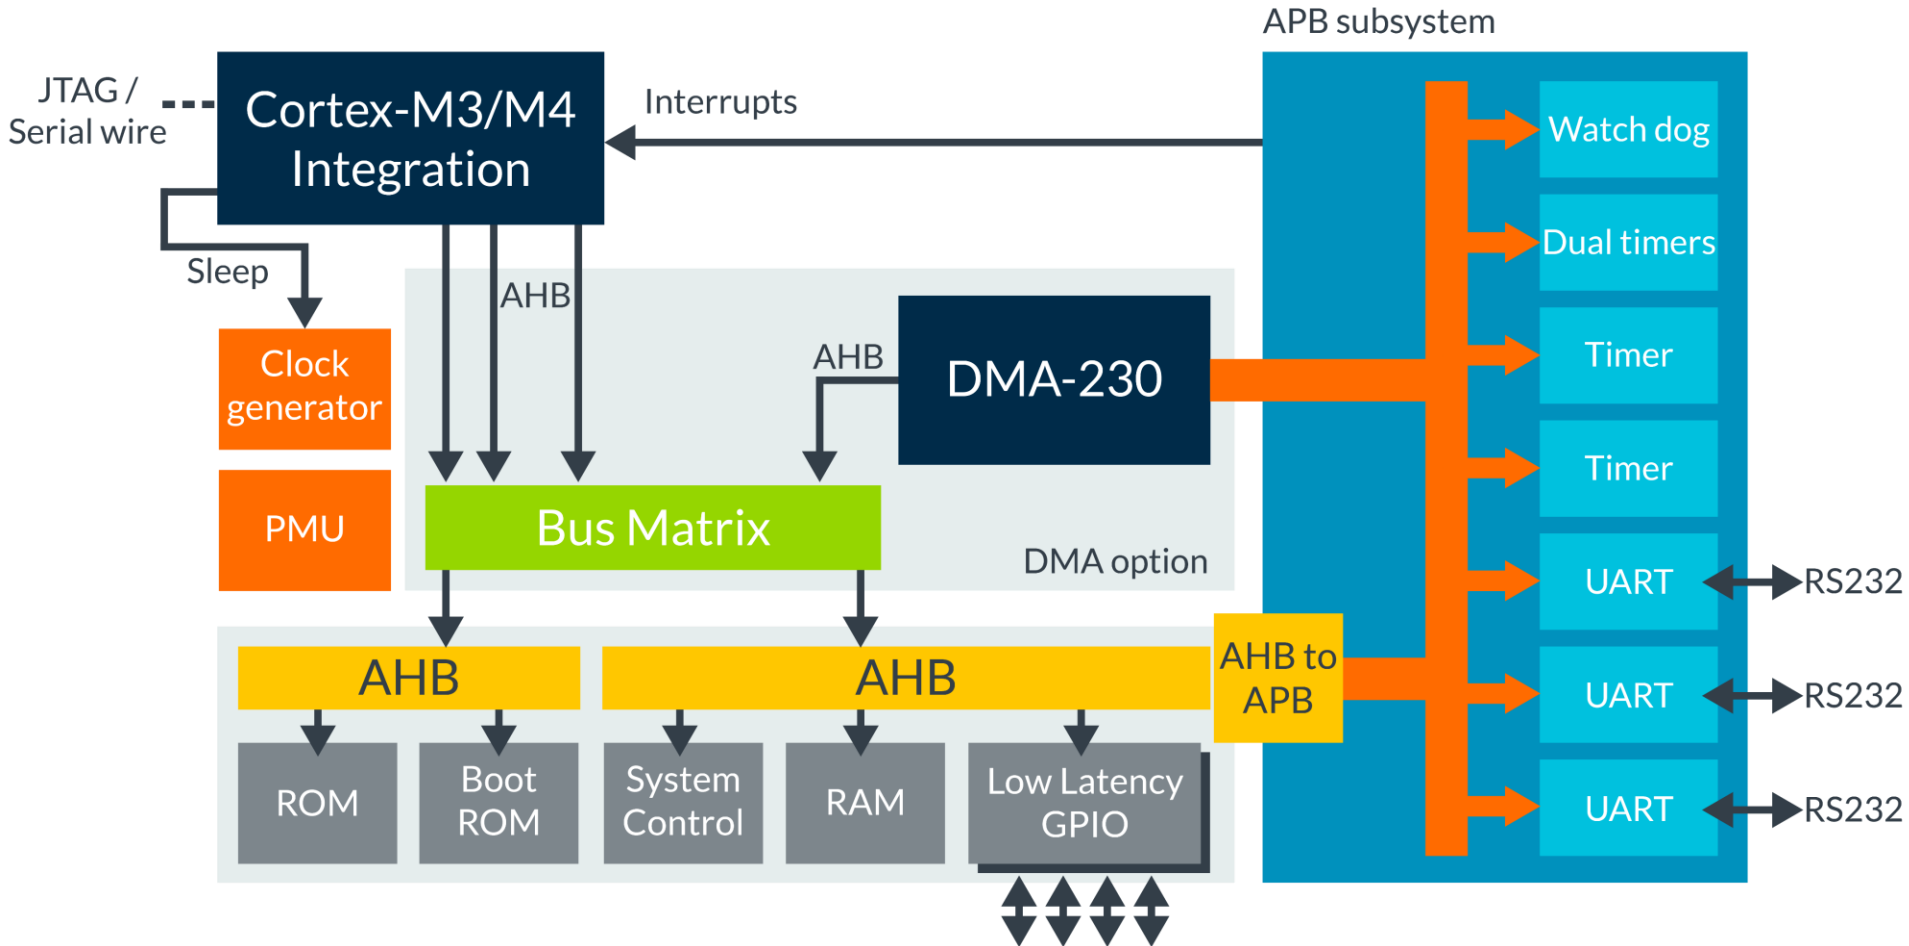 APB subsystem
JTAG /
Serial wire
Cortex-M3/M4
Integration
Interrupts
Watch dog
Sleep
AHB
Dual timers
Clock
generator
AHB
DMA-230
Timer
Timer
PMU
Bus Matrix
DMA option
UART
RS232
AHB
AHB
AHB to
APB
UART
RS232
ROM
Boot
ROM
System
Control
RAM
Low Latency
GPIO
UART
RS232